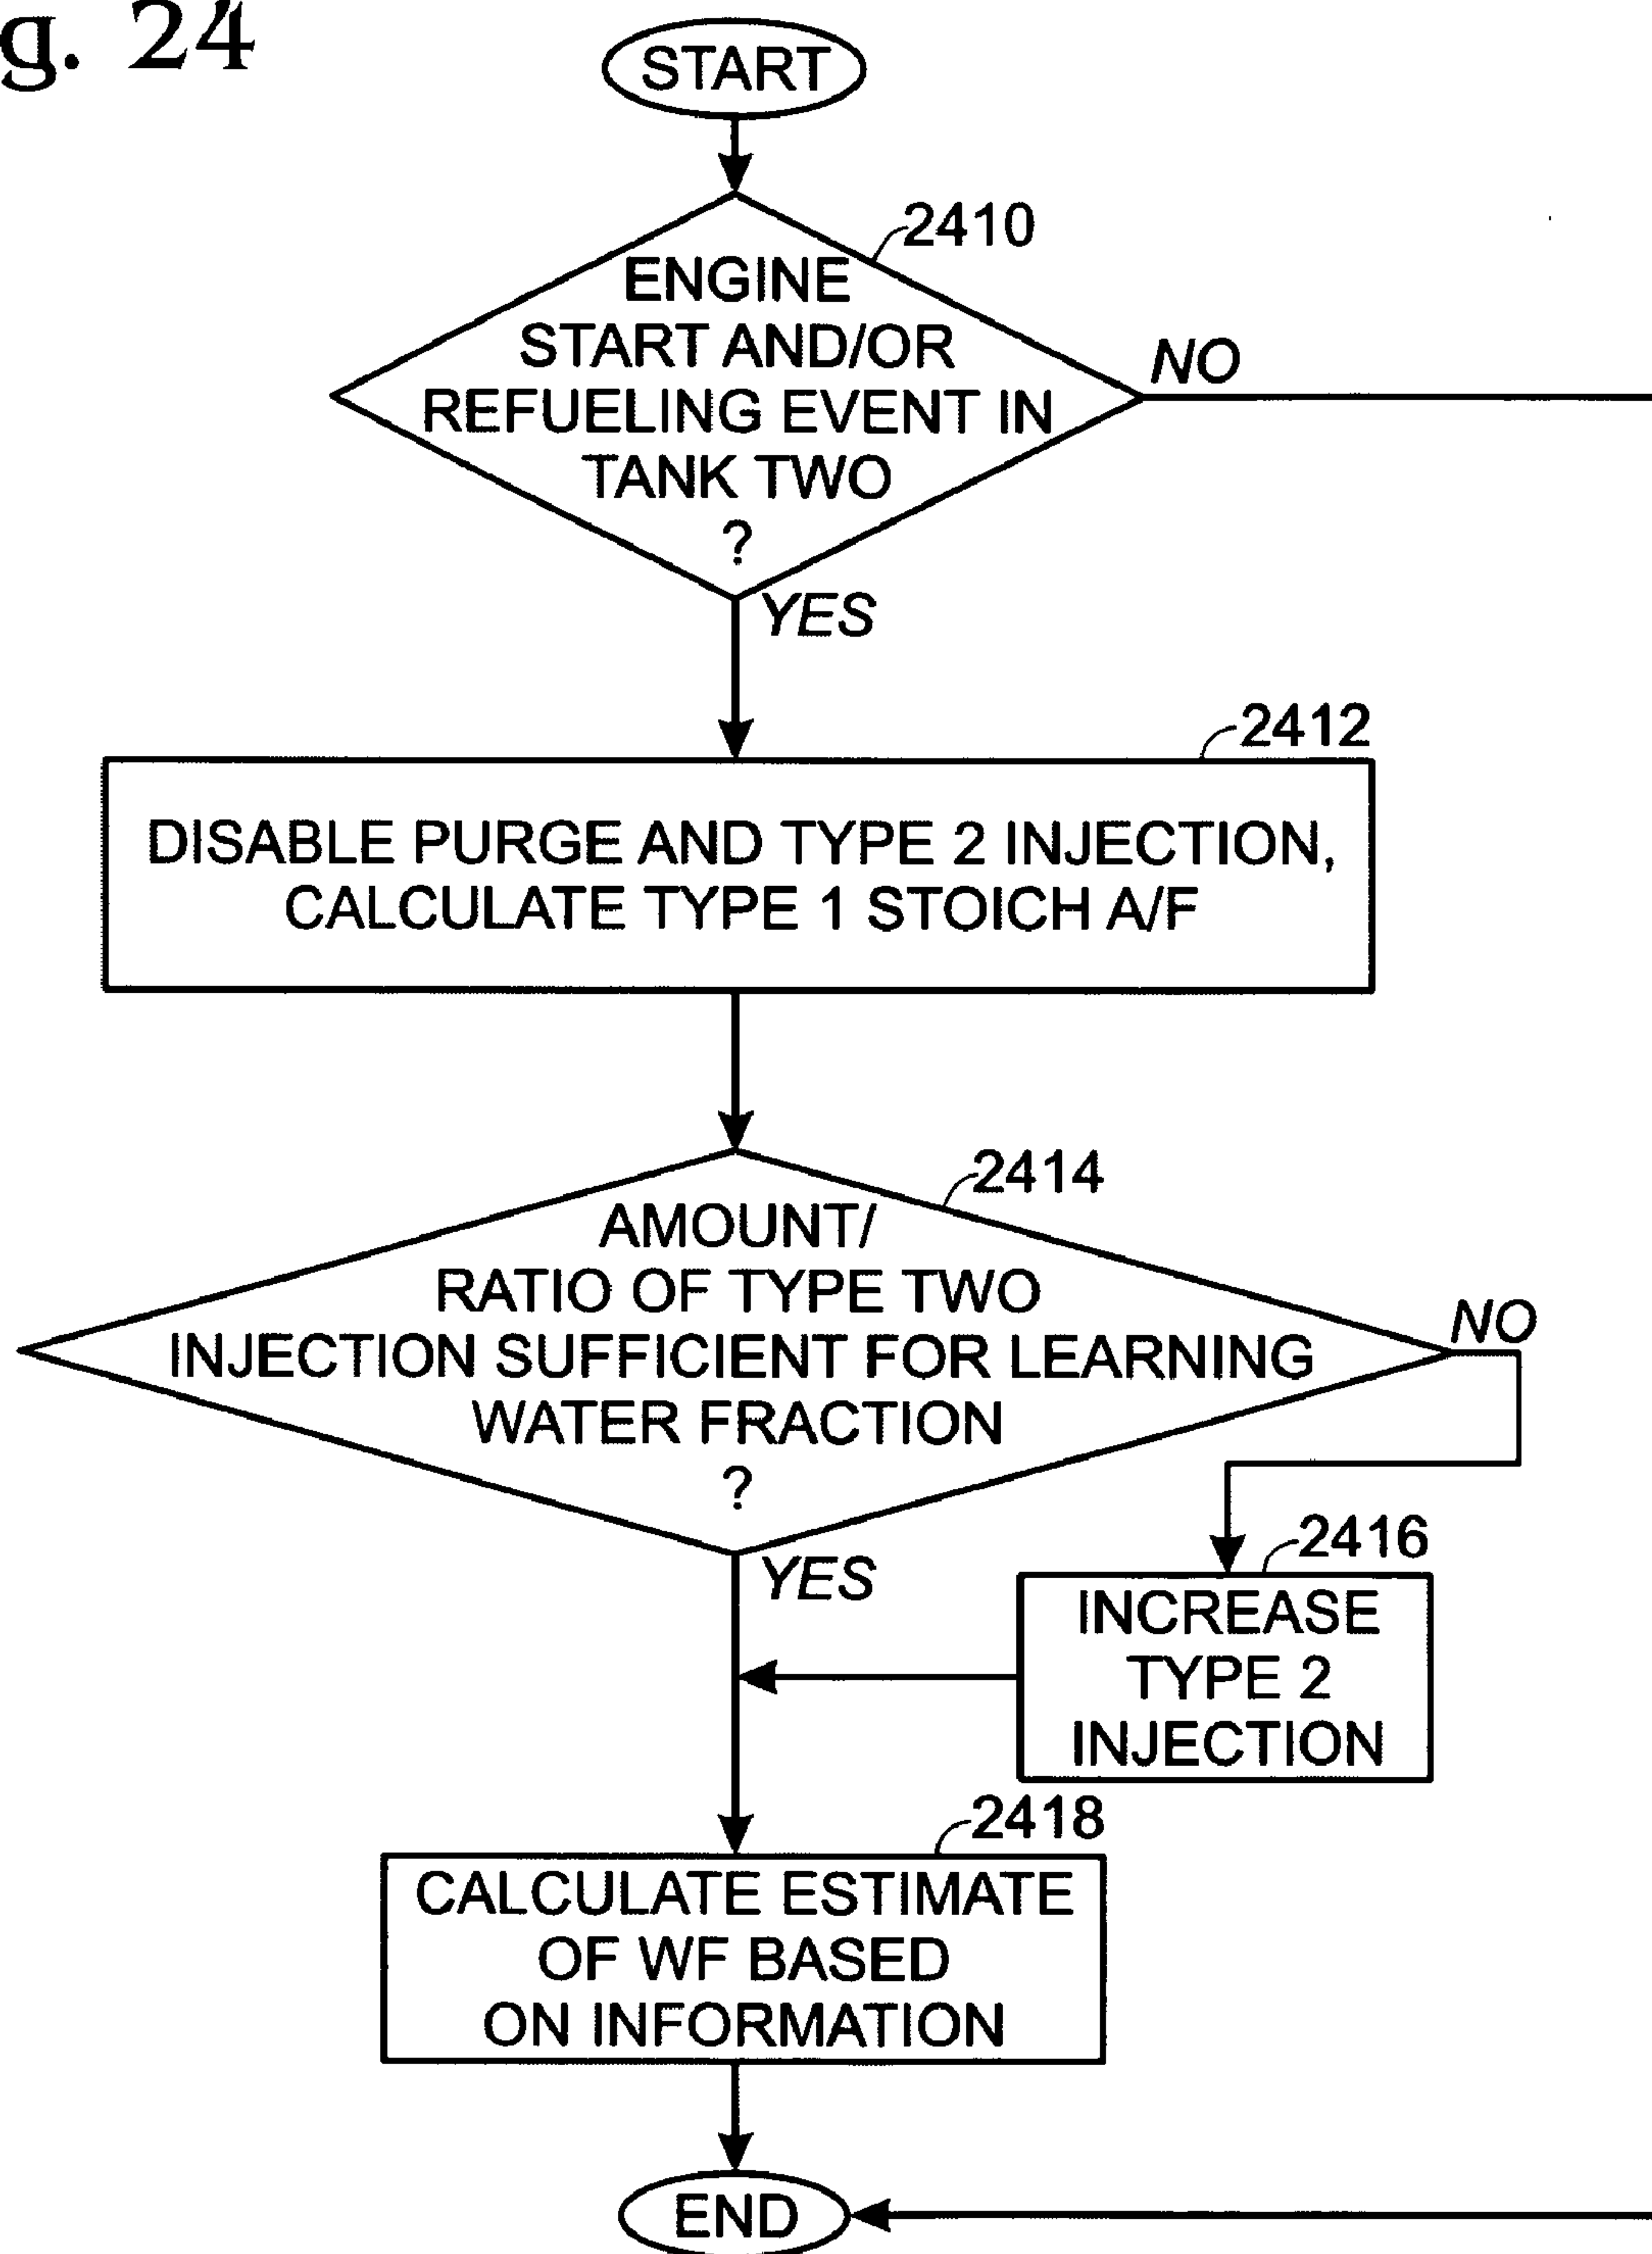 g. 24
START
2410
ENGINE
START AND/OR
REFUELING EVENT IN
TANK TWO
?
NO
YES
2412
DISABLE PURGE AND TYPE 2 INJECTION,
CALCULATE TYPE 1 STOICH A/F
2414
AMOUNT/
RATIO OF TYPE TWO
INJECTION SUFFICIENT FOR LEARNING
WATER FRACTION
?
NO
YES
2416
INCREASE
TYPE 2
INJECTION
2418
CALCULATE ESTIMATE
OF WF BASED
ON INFORMATION
END